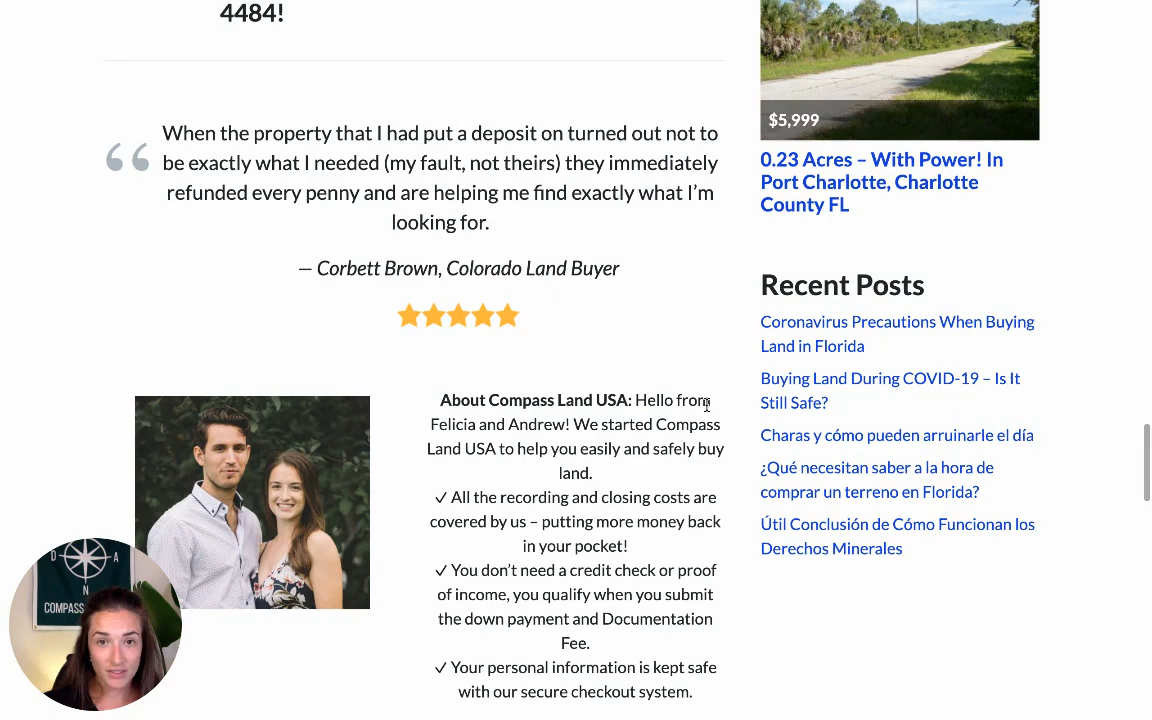 4484!
When the property that I had put a deposit on turned out not to
be exactly what I needed (my fault, not theirs) they immediately
refunded every penny and are helping me find exactly what I’m
looking for.
— Corbett Brown, Colorado Land Buyer
About Compass Land USA: Hello from
Felicia and Andrew! We started Compass
Land USA to help you easily and safely buy
land.
✓ All the recording and closing costs are
covered by us – putting more money back
in your pocket!
✓ You don’t need a credit check or proof
of income, you qualify when you submit
the down payment and Documentation
Fee.
✓ Your personal information is kept safe
with our secure checkout system.
$5,999
0.23 Acres – With Power! In
Port Charlotte, Charlotte
County FL
Recent Posts
Coronavirus Precautions When Buying
Land in Florida
Buying Land During COVID-19 – Is It
Still Safe?
Charas y cómo pueden arruinarle el día
¿Qué necesitan saber a la hora de
comprar un terreno en Florida?
Útil Conclusión de Cómo Funcionan los
Derechos Minerales
D A
N
COMPASS